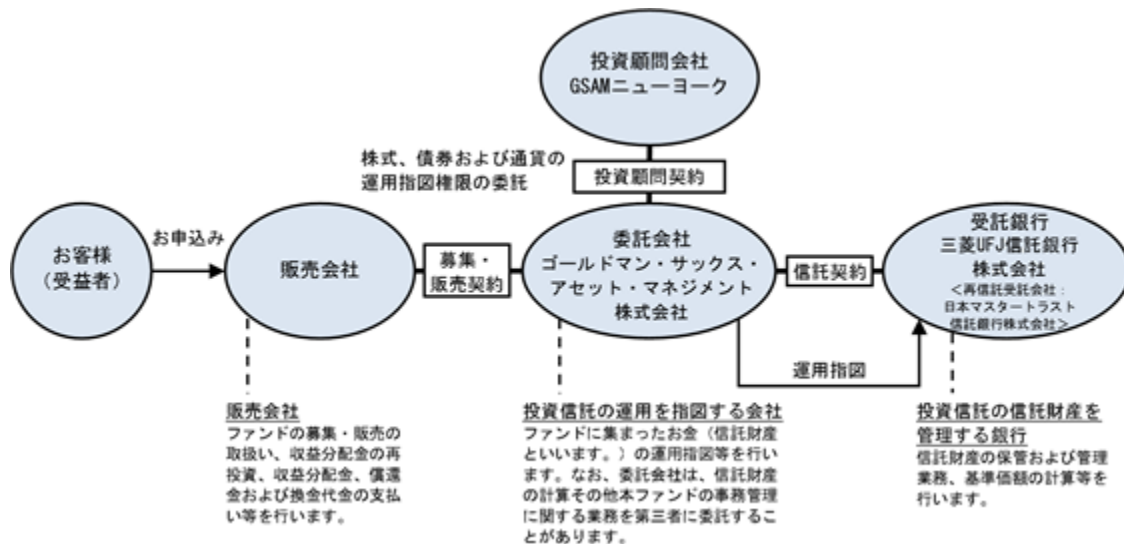 投資顧問会社
GSAMニューヨーク
株式、債券および通貨の
運用指図権限の委託
投資顧問契約
お客様
（受益者）
お申込み
販売会社
募集・
販売契約
委託会社
ゴールドマン・サックス・
アセット・マネジメント
株式会社
信託契約
受託銀行
三菱UFJ信託銀行
株式会社
＜再信託受託会社：
日本マスタートラスト
信託銀行株式会社＞
運用指図
販売会社
ファンドの募集・販売の
取扱い、収益分配金の再
投資、収益分配金、償還
金および換金代金の支払
い等を行います。
投資信託の運用を指図する会社
ファンドに集まったお金（信託財産
といいます。）の運用指図等を行い
ます。なお、委託会社は、信託財産
の計算その他本ファンドの事務管理
に関する業務を第三者に委託するこ
とがあります。
投資信託の信託財産を
管理する銀行
信託財産の保管および管理
業務、基準価額の計算等を
行います。